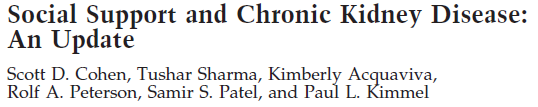 Social Support and Chronic Kidney Disease:
An Update
Scott D. Cohen, Tushar Sharma, Kimberly Acquaviva,
Rolf A. Peterson, Samir S. Patel, and Paul L. Kimmel